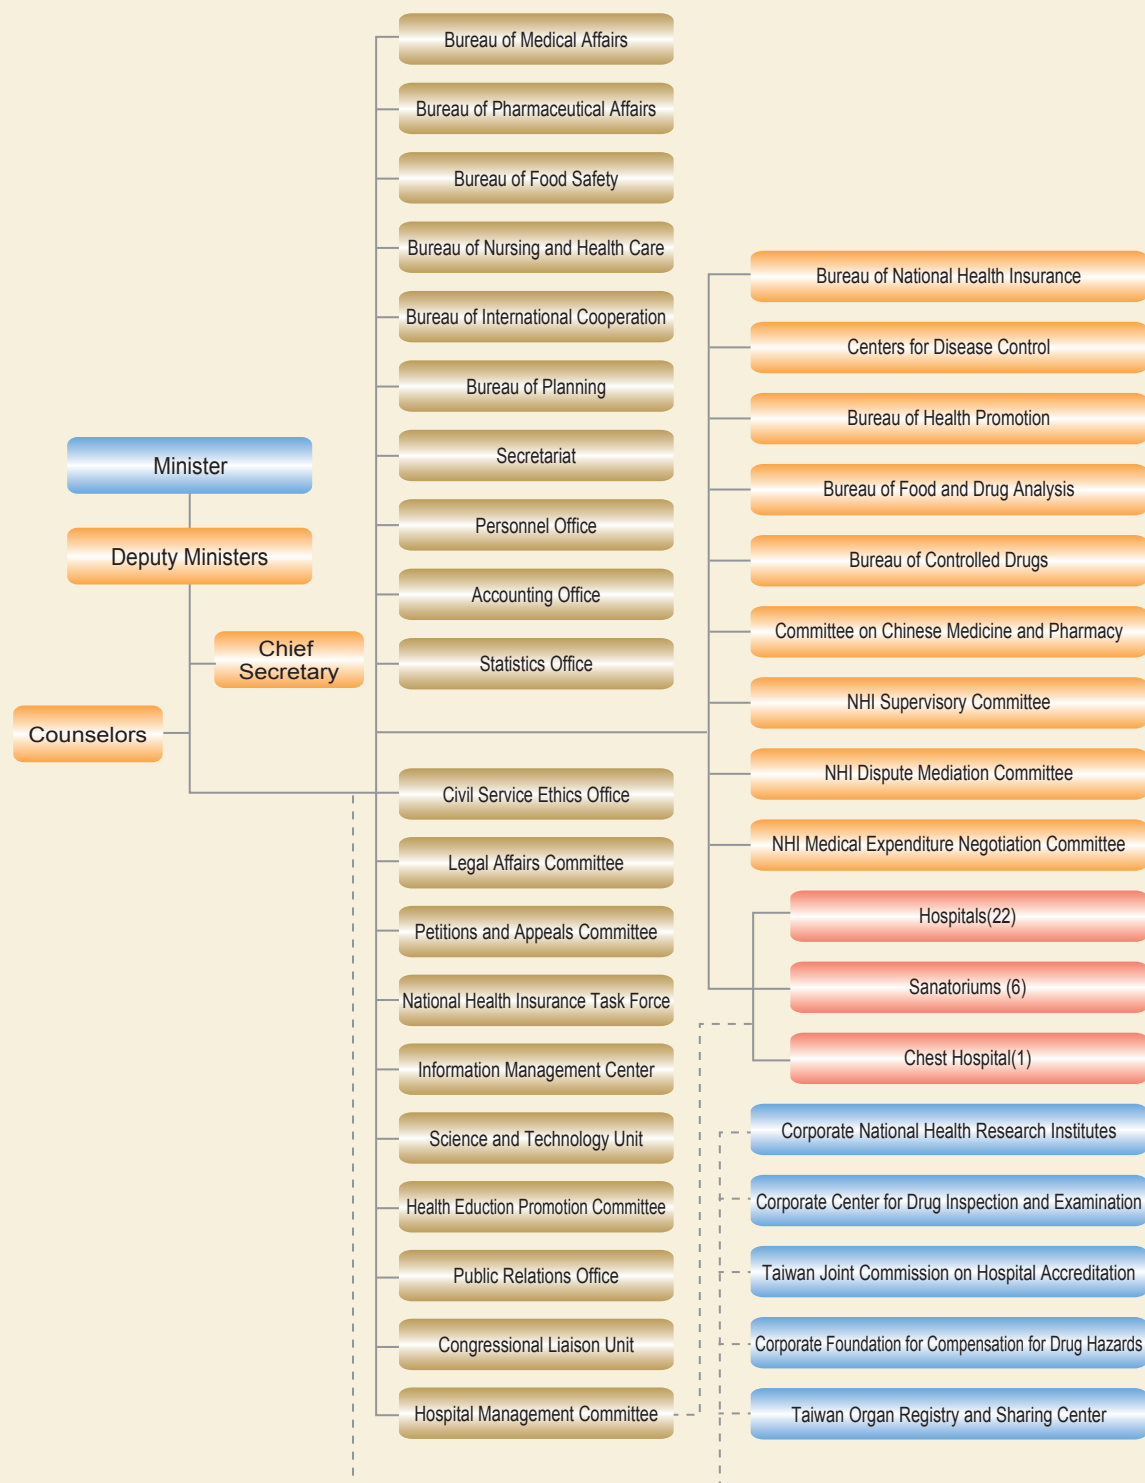 Minister
Deputy Ministers
Chief
Secretary
Counselors
Bureau of Medical Affairs
Bureau of Pharmaceutical Affairs
Bureau of Food Safety
Bureau of Nursing and Health Care
Bureau of International Cooperation
Bureau of Planning
Secretariat
Personnel Office
Accounting Office
Statistics Office
Civil Service Ethics Office
Legal Affairs Committee
Petitions and Appeals Committee
National Health Insurance Task Force
Information Management Center
Science and Technology Unit
Health Eduction Promotion Committee
Public Relations Office
Congressional Liaison Unit
Hospital Management Committee
Bureau of National Health Insurance
Centers for Disease Control
Bureau of Health Promotion
Bureau of Food and Drug Analysis
Bureau of Controlled Drugs
Committee on Chinese Medicine and Pharmacy
NHI Supervisory Committee
NHI Dispute Mediation Committee
NHI Medical Expenditure Negotiation Committee
Hospitals(22)
Sanatoriums (6)
Chest Hospital(1)
Corporate National Health Research Institutes
Corporate Center for Drug Inspection and Examination
Taiwan Joint Commission on Hospital Accreditation
Corporate Foundation for Compensation for Drug Hazards
Taiwan Organ Registry and Sharing Center